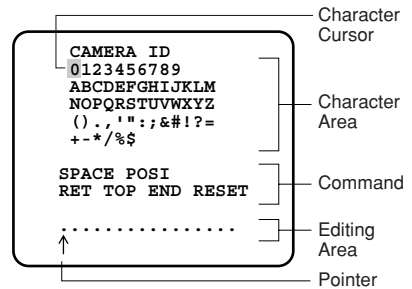 Character
Cursor
CAMERA ID
0123456789
ABCDEFGHIJKLM
NOPQRSTUVWXYZ
().,'":;&#!?=
+-*/%$
Character
Area
SPACE POSI
RET TOP END RESET
Command
................
Editing
Area
Pointer